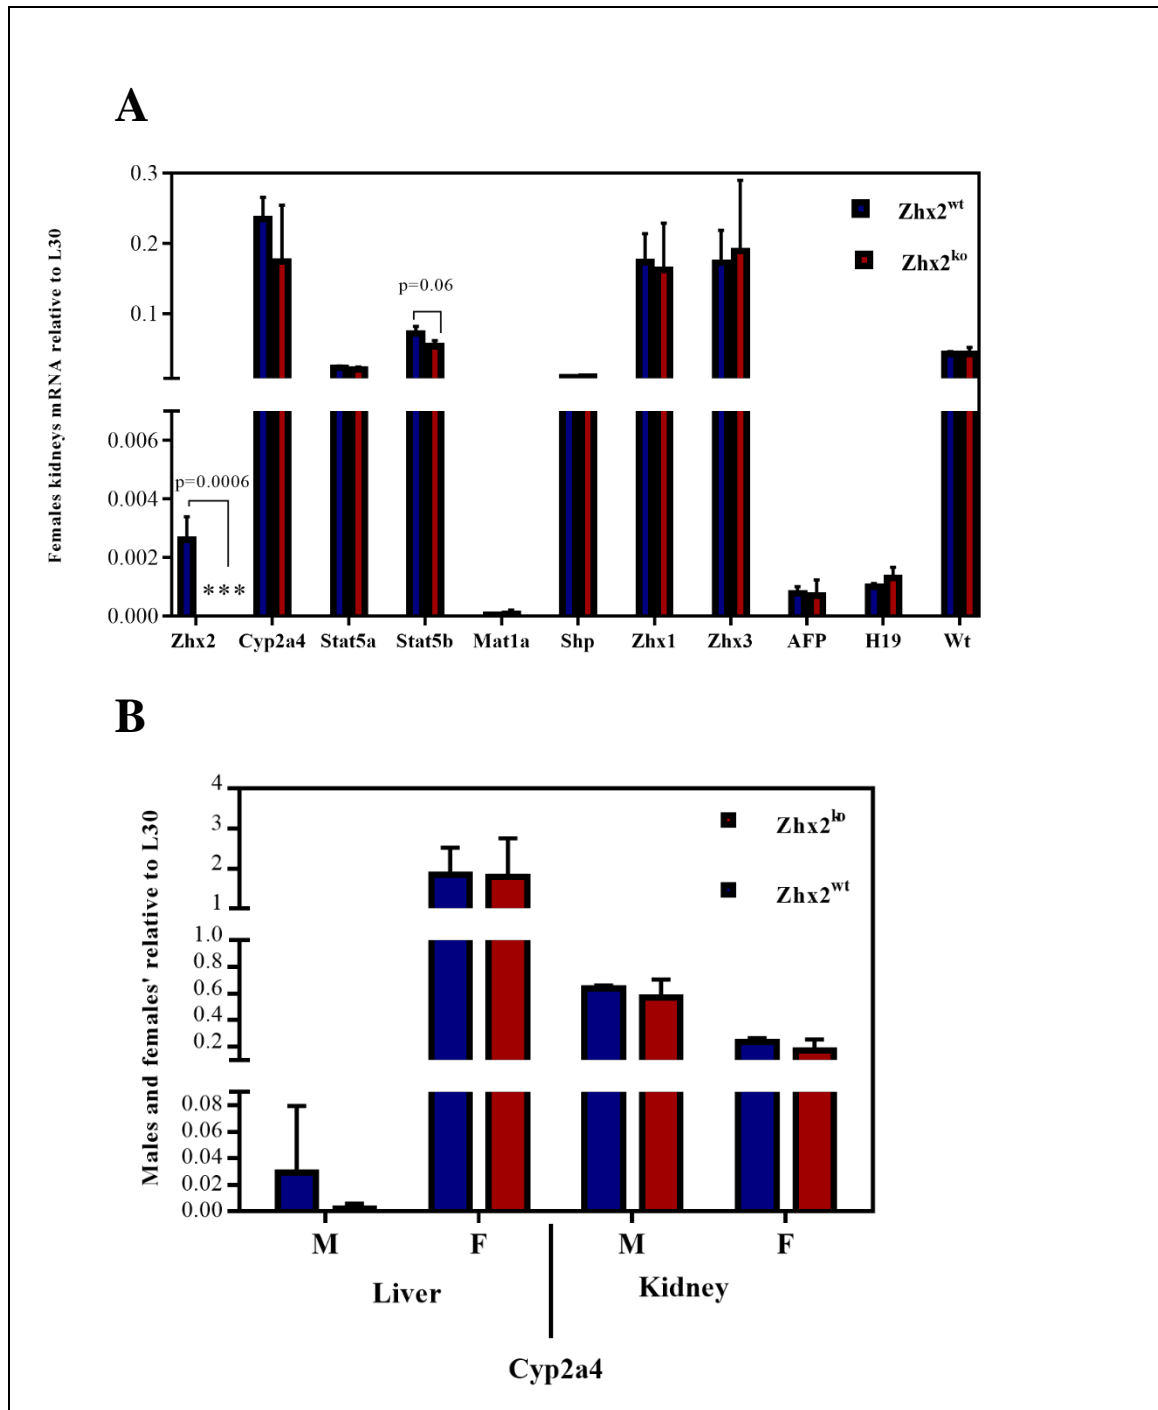 A
Females kidneys mRNA relative to L30
0.3
0.2
0.1
0.006
0.004
0.002
0.000
Zhx2wt
Zhx2ko
p=0.06
p=0.0006
***
Zhx2 Cyp2a4 Stat5a Stat5b Mat1a Shp Zhx1 Zhx3 AFP H19 Wt
B
Males and females' relative to L30
4
3
2
1
1.0
0.8
0.6
0.4
0.2
0.08
0.06
0.04
0.02
0.00
Zhx2ko
Zhx2wt
M F M F
Liver Kidney
Cyp2a4